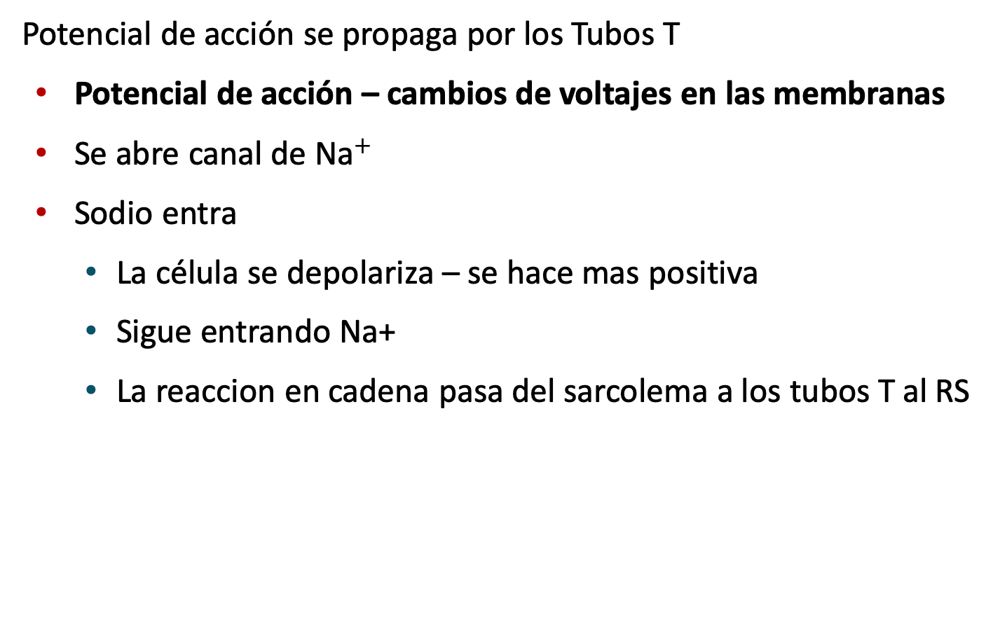 Potencial de acción se propaga por los Tubos T
• Potencial de acción – cambios de voltajes en las membranas
• Se abre canal de Na⁺
• Sodio entra
• La célula se depolariza – se hace mas positiva
• Sigue entrando Na+
• La reaccion en cadena pasa del sarcolema a los tubos T al RS